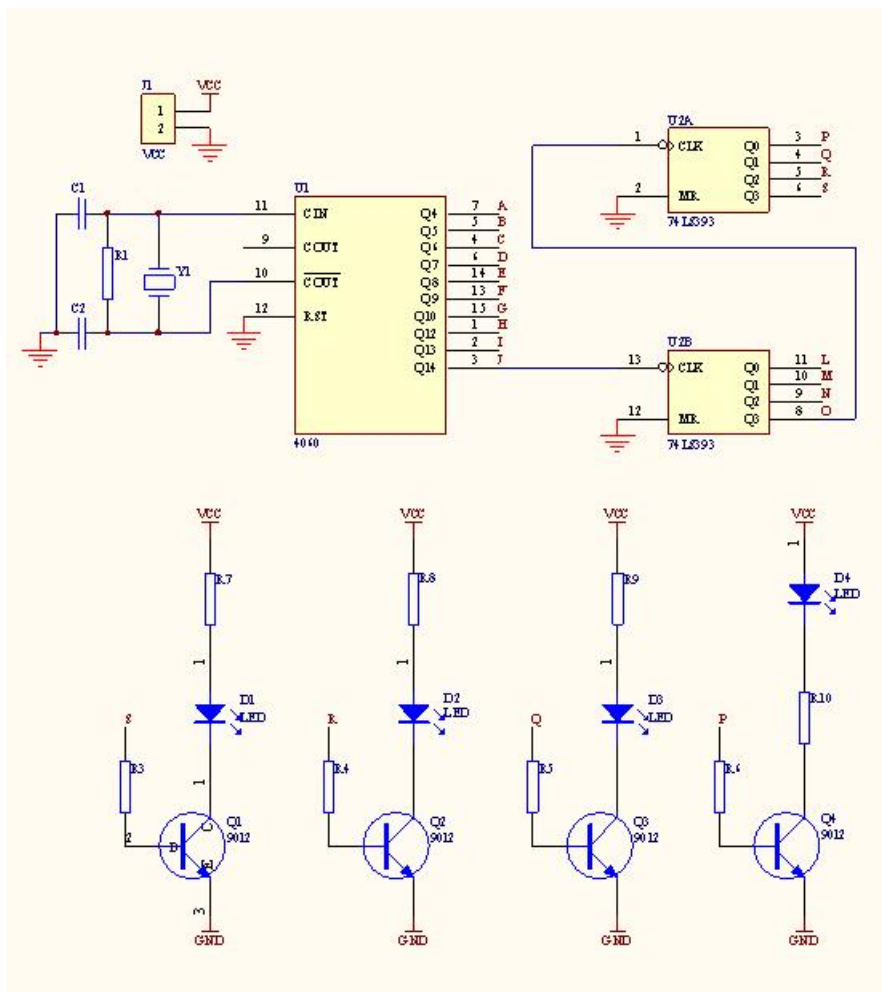 J1
VCC
1
2
VCC
U2A
1
CLK
Q0
3
P
Q1
4
Q
Q2
5
R
2
MR
Q3
6
S
74LS393
C1
U1
11
CIN
Q4
7
A
Q5
5
B
9
COUT
Q6
4
C
R1
Q7
6
D
Y1
10
COUT
Q8
14
E
Q9
13
F
C2
12
RST
Q10
15
G
Q12
1
H
Q13
2
I
Q14
3
J
4060
U2B
13
CLK
Q0
11
L
Q1
10
M
Q2
9
N
12
MR
Q3
8
O
74LS393
VCC
VCC
VCC
VCC
1
R7
R8
R9
D4
LED
1
1
1
D1
LED
D2
LED
D3
LED
R10
S
R
Q
P
R3
1
R4
R5
R6
2
B
C
E
Q1
9012
Q2
9012
Q3
9012
Q4
9012
3
GND
GND
GND
GND